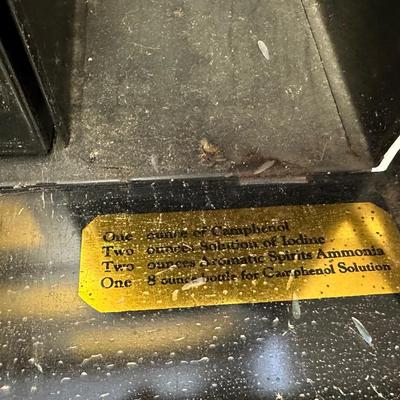 One ounce of Camphenol
Two ounces Solution of Iodine
Two ounces Aromatic Spirits Ammonia
One 8 ounce bottle for Camphenol Solution